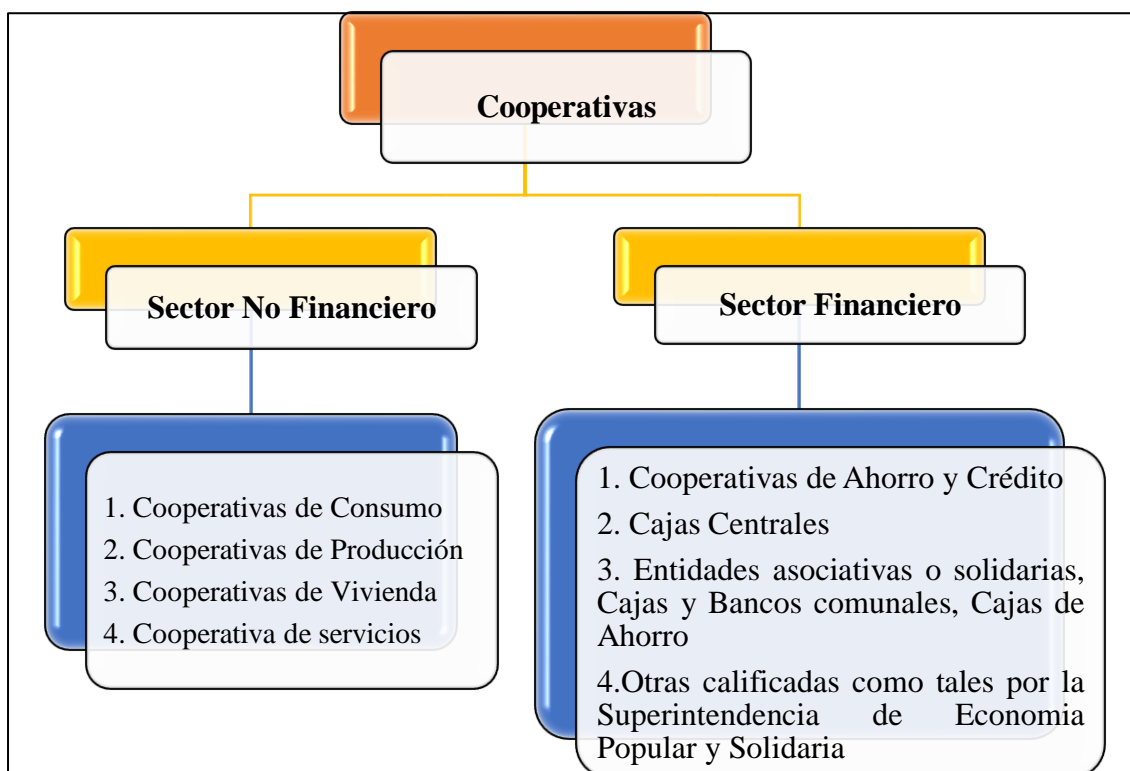 Cooperativas
Sector No Financiero
1. Cooperativas de Consumo
2. Cooperativas de Producción
3. Cooperativas de Vivienda
4. Cooperativa de servicios
Sector Financiero
1. Cooperativas de Ahorro y Crédito
2. Cajas Centrales
3. Entidades asociativas o solidarias,
Cajas y Bancos comunales, Cajas de
Ahorro
4.Otras calificadas como tales por la
Superintendencia de Economia
Popular y Solidaria